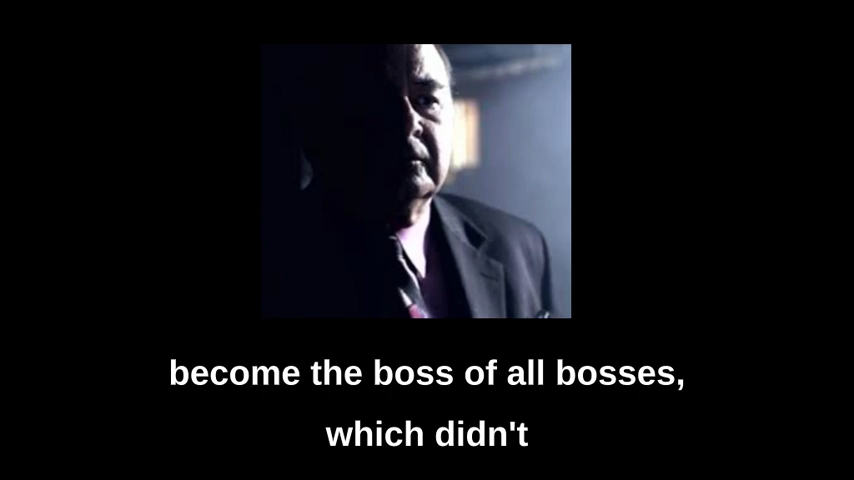 become the boss of all bosses,
which didn't